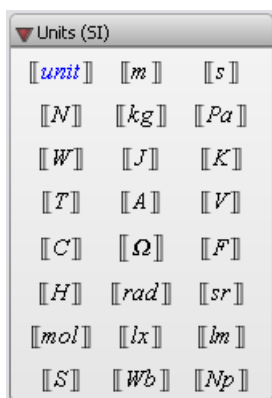 Units (SI)
⟦unit⟧ ⟦m⟧ ⟦s⟧
⟦N⟧ ⟦kg⟧ ⟦Pa⟧
⟦W⟧ ⟦J⟧ ⟦K⟧
⟦T⟧ ⟦A⟧ ⟦V⟧
⟦C⟧ ⟦Ω⟧ ⟦F⟧
⟦H⟧ ⟦rad⟧ ⟦sr⟧
⟦mol⟧ ⟦lx⟧ ⟦lm⟧
⟦S⟧ ⟦Wb⟧ ⟦Np⟧